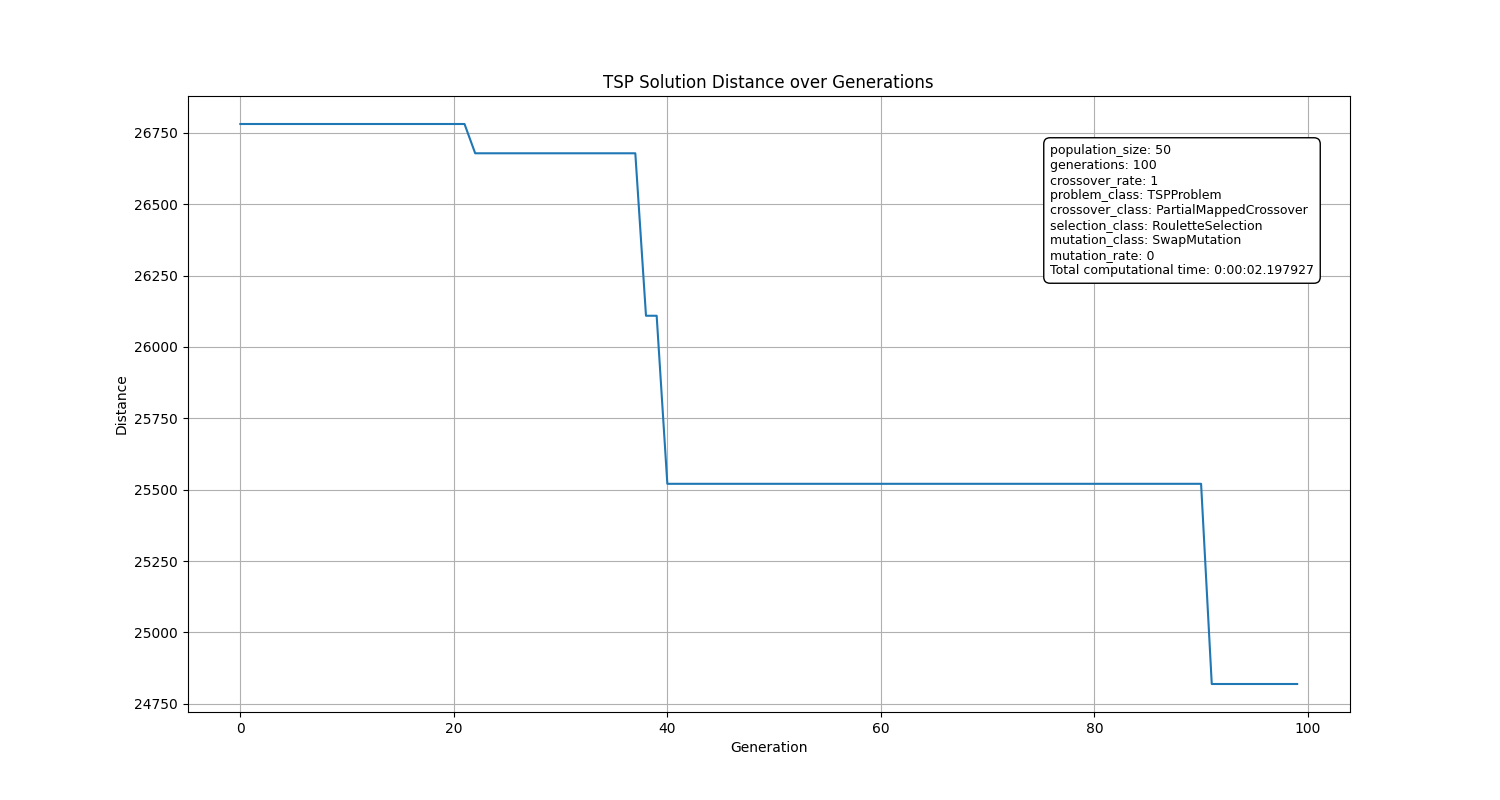 TSP Solution Distance over Generations
26750
26500
26250
26000
25750
25500
25250
25000
24750
Distance
population_size: 50
generations: 100
crossover_rate: 1
problem_class: TSPProblem
crossover_class: PartialMappedCrossover
selection_class: RouletteSelection
mutation_class: SwapMutation
mutation_rate: 0
Total computational time: 0:00:02.197927
0 20 40 60 80 100
Generation